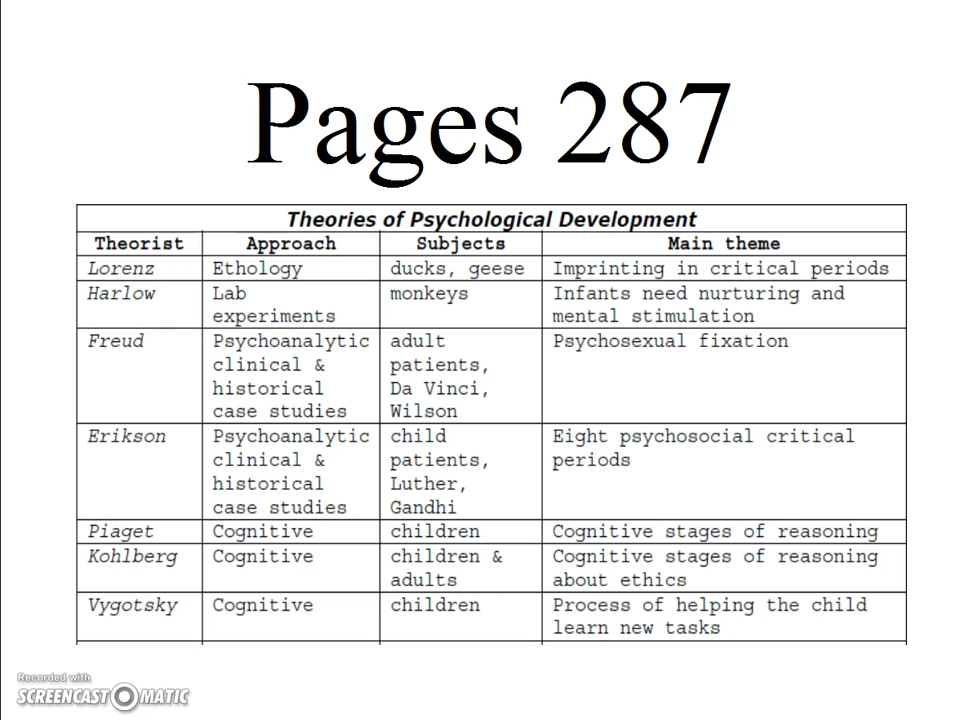 Pages 287
Theories of Psychological Development
Theorist Approach Subjects Main theme
Lorenz Ethology ducks, geese Imprinting in critical periods
Harlow Lab experiments monkeys Infants need nurturing and mental stimulation
Freud Psychoanalytic clinical & historical case studies adult patients, Da Vinci, Wilson Psychosexual fixation
Erikson Psychoanalytic clinical & historical case studies child patients, Luther, Gandhi Eight psychosocial critical periods
Piaget Cognitive children Cognitive stages of reasoning
Kohlberg Cognitive children & adults Cognitive stages of reasoning about ethics
Vygotsky Cognitive children Process of helping the child learn new tasks
Recorded with
SCREENCAST-O-MATIC